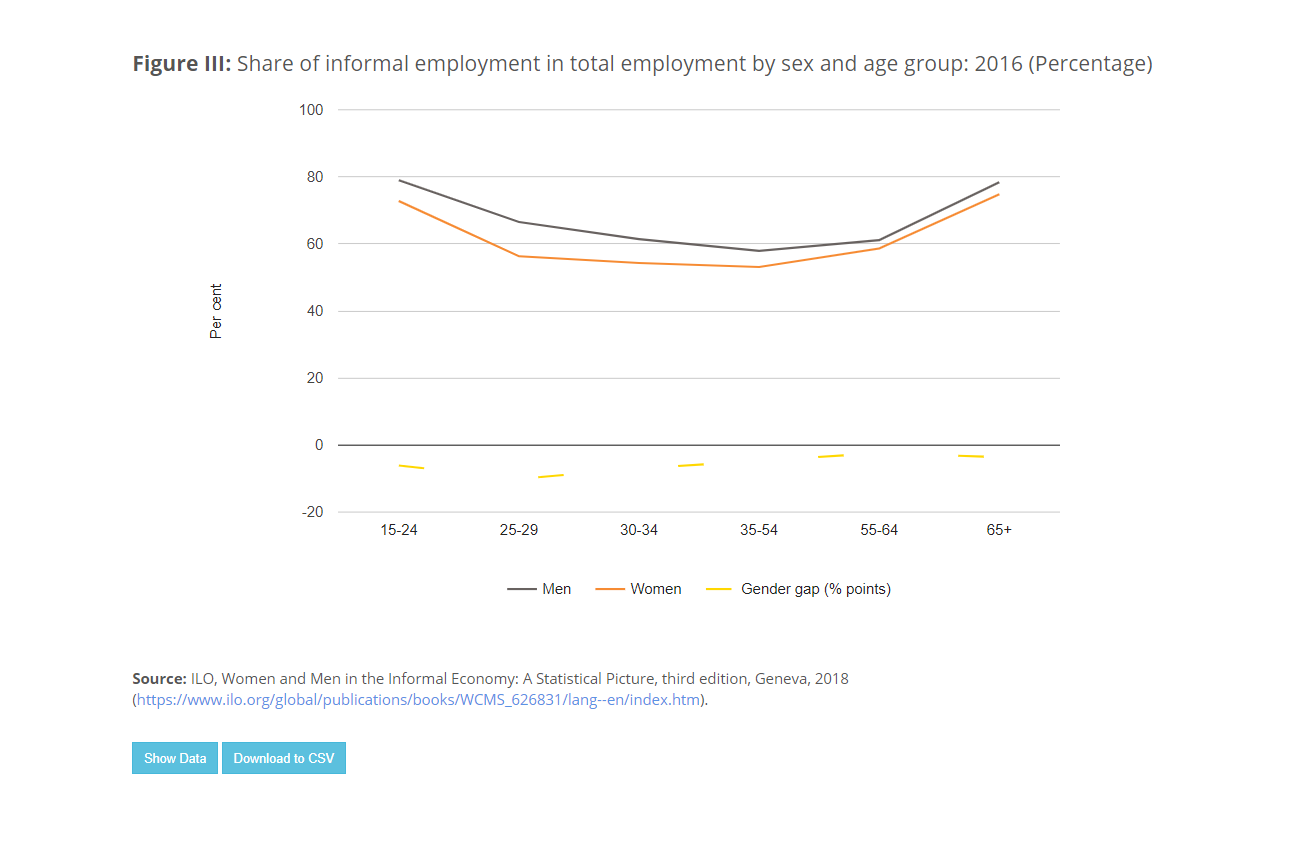 Figure III: Share of informal employment in total employment by sex and age group: 2016 (Percentage)
100
80
60
40
20
0
-20
Per cent
15-24 25-29 30-34 35-54 55-64 65+
Men Women Gender gap (% points)
Source: ILO, Women and Men in the Informal Economy: A Statistical Picture, third edition, Geneva, 2018
(https://www.ilo.org/global/publications/books/WCMS_626831/lang--en/index.htm).
Show Data Download to CSV